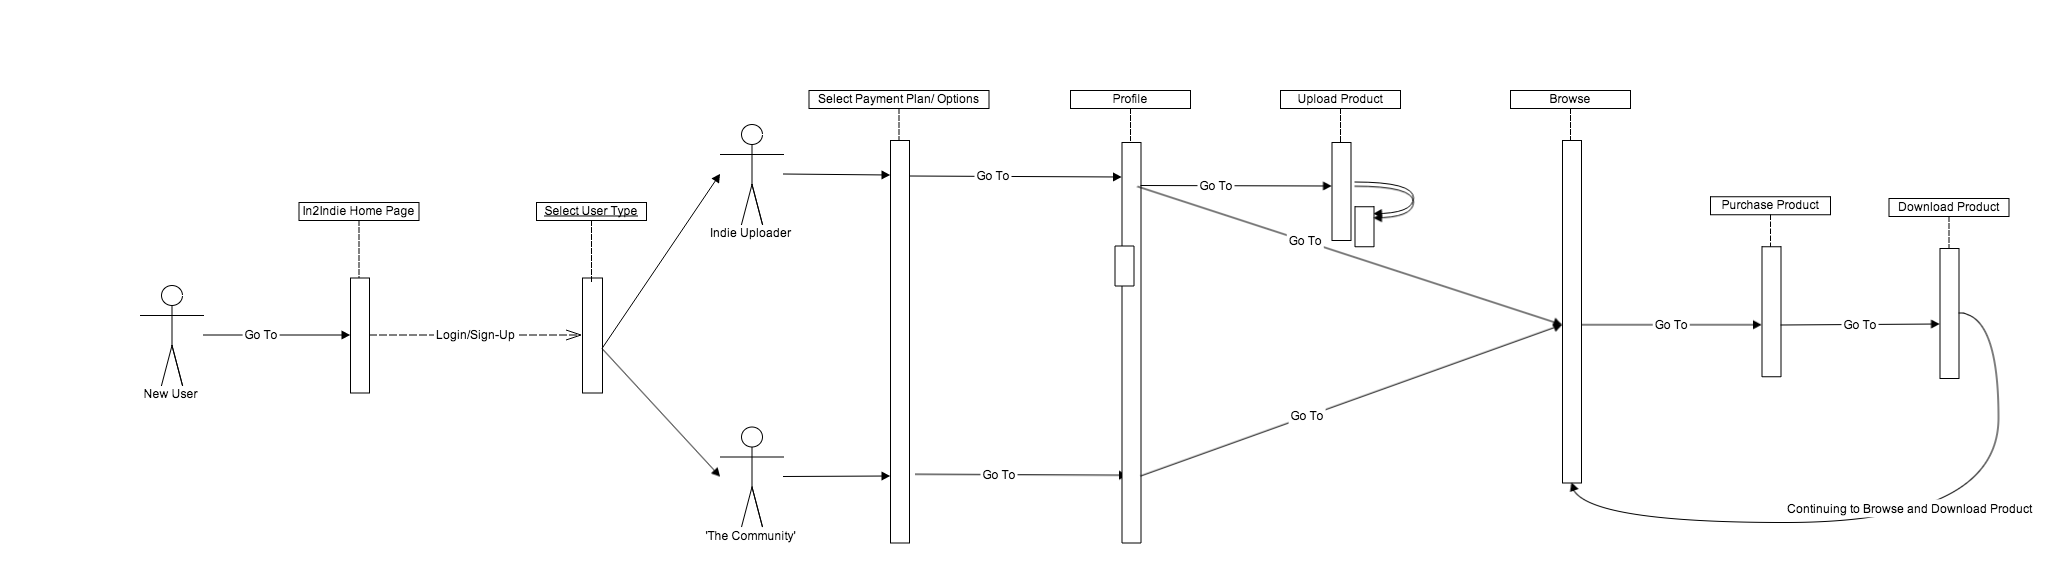 Select Payment Plan/ Options
Profile
Upload Product
Browse
In2Indie Home Page
Select User Type
Purchase Product
Download Product
Indie Uploader
New User
'The Community'
Go To
Login/Sign-Up
Go To
Go To
Go To
Go To
Go To
Go To
Go To
Continuing to Browse and Download Product